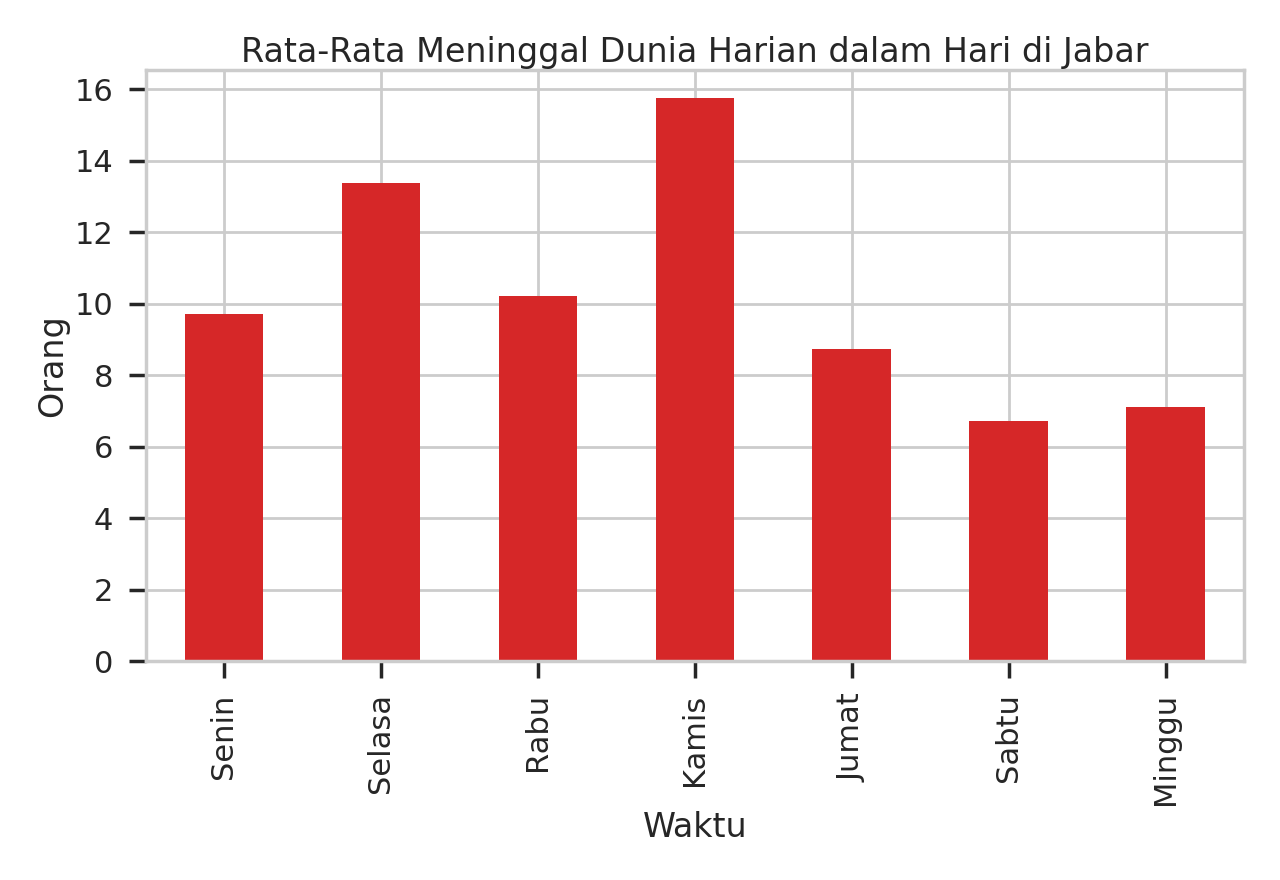 Rata-Rata Meninggal Dunia Harian dalam Hari di Jabar
16
14
12
10
8
6
4
2
0
Orang
Senin
Selasa
Rabu
Kamis
Jumat
Sabtu
Minggu
Waktu